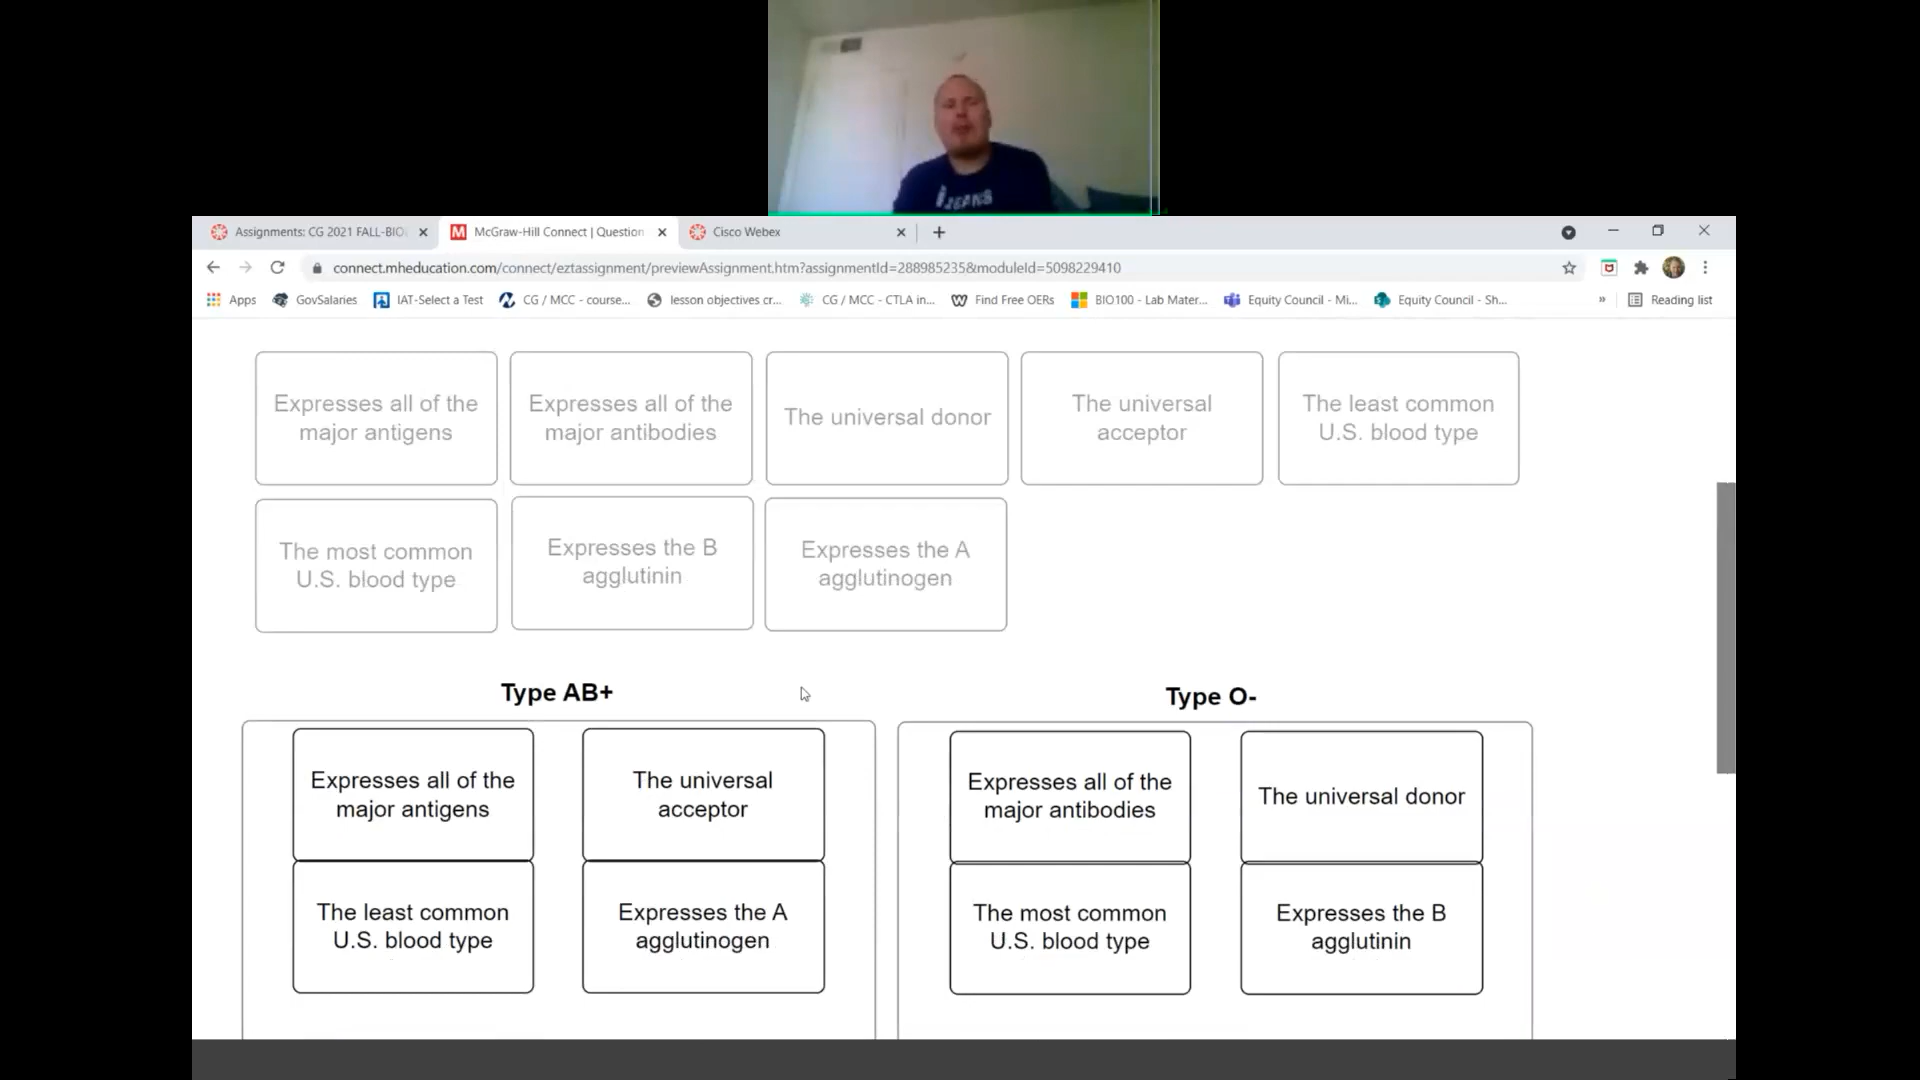 JEANS
Assignments: CG 2021 FALL-BIO
McGraw-Hill Connect | Question
Cisco Webex
connect.mheducation.com/connect/eztassignment/previewAssignment.htm?assignmentId=288985235&moduleId=5098229410
Apps
GovSalaries
IAT-Select a Test
CG / MCC - course...
lesson objectives cr...
CG / MCC - CTLA in...
Find Free OERs
BIO100 - Lab Mater...
Equity Council - Mi...
Equity Council - Sh...
»
Reading list
Expresses all of the
major antigens
Expresses all of the
major antibodies
The universal donor
The universal
acceptor
The least common
U.S. blood type
The most common
U.S. blood type
Expresses the B
agglutinin
Expresses the A
agglutinogen
Type AB+
Expresses all of the
major antigens
The universal
acceptor
The least common
U.S. blood type
Expresses the A
agglutinogen
Type O-
Expresses all of the
major antibodies
The universal donor
The most common
U.S. blood type
Expresses the B
agglutinin